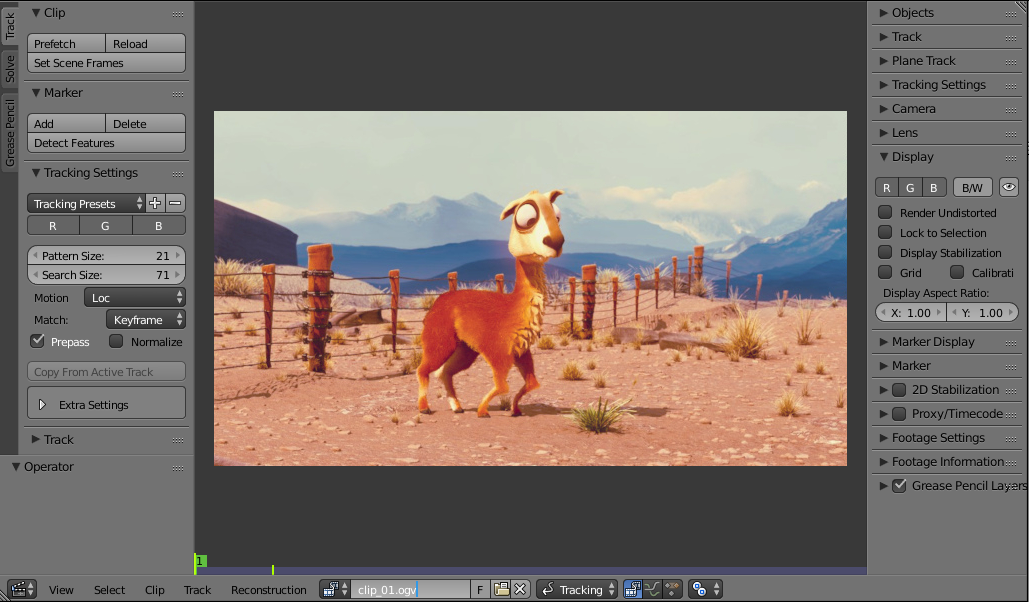 Track
Solve
Grease Pencil
Clip
Prefetch
Reload
Set Scene Frames
Marker
Add
Delete
Detect Features
Tracking Settings
Tracking Presets
R
G
B
Pattern Size: 21
Search Size: 71
Motion
Loc
Match:
Keyframe
Prepass
Normalize
Copy From Active Track
Extra Settings
Track
Operator
1
View
Select
Clip
Track
Reconstruction
clip_01.ogv
F
Tracking
Objects
Track
Plane Track
Tracking Settings
Camera
Lens
Display
R
G
B
B/W
Render Undistorted
Lock to Selection
Display Stabilization
Grid
Calibrati
Display Aspect Ratio:
X: 1.00
Y: 1.00
Marker Display
Marker
2D Stabilization
Proxy/Timecode
Footage Settings
Footage Information
Grease Pencil Layers